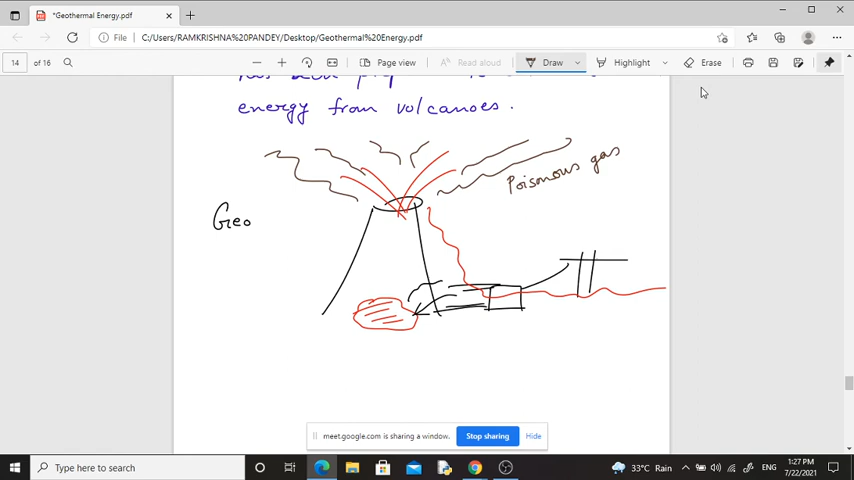 *Geothermal Energy.pdf
File
C:/Users/RAMKRISHNA%20PANDEY/Desktop/Geothermal%20Energy.pdf
14 of 16
Page view
Read aloud
Draw
Highlight
Erase
has been
energy from volcanoes.
Poisonous gas
Geo
meet.google.com is sharing a window.
Stop sharing
Hide
Type here to search
33°C Rain
ENG
1:27 PM
7/22/2021